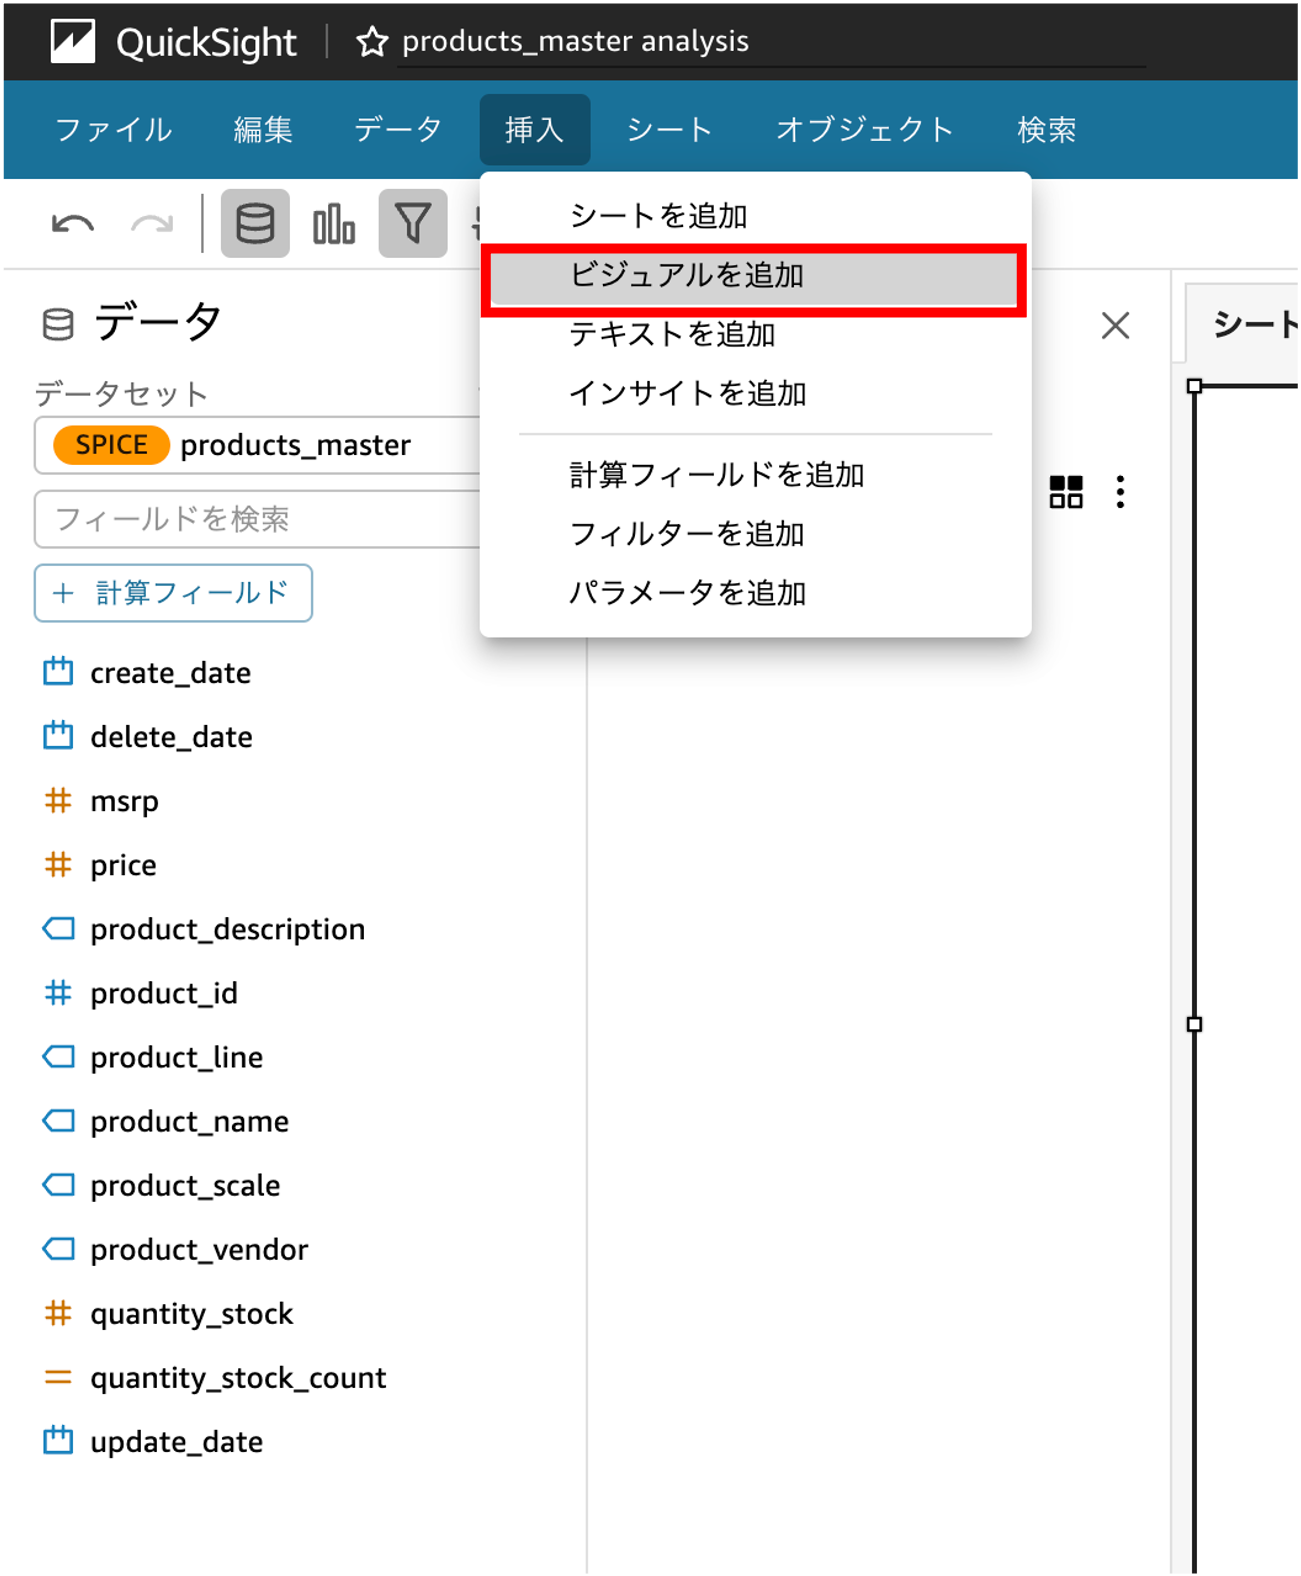 QuickSight
products_master analysis
ファイル 編集 データ 挿入 シート オブジェクト 検索
シートを追加
ビジュアルを追加
テキストを追加
インサイトを追加
計算フィールドを追加
フィルターを追加
パラメータを追加
データ
データセット
SPICE products_master
フィールドを検索
+ 計算フィールド
create_date
delete_date
msrp
price
product_description
product_id
product_line
product_name
product_scale
product_vendor
quantity_stock
quantity_stock_count
update_date
シート